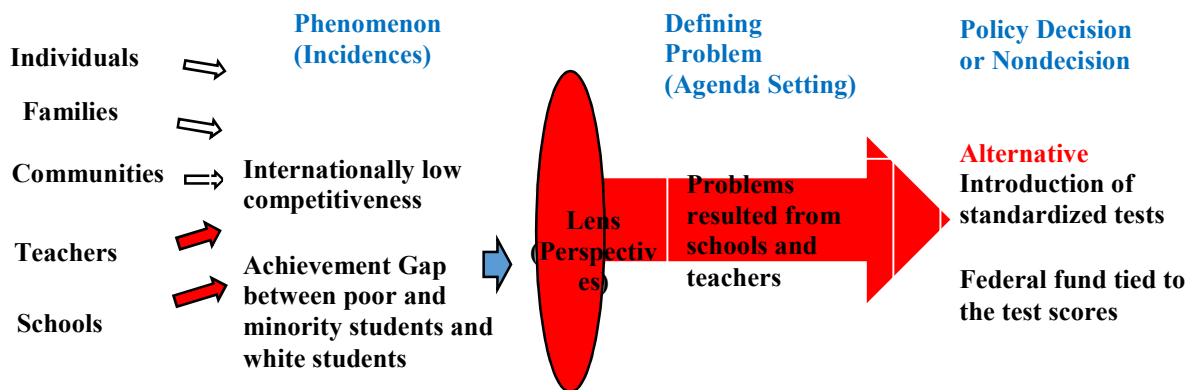 Individuals
Families
Communities
Teachers
Schools
Phenomenon
(Incidences)
Internationally low
competitiveness
Achievement Gap
between poor and
minority students and
white students
Lens
(Perspectiv
es)
Defining
Problem
(Agenda Setting)
Problems
resulted from
schools and
teachers
Policy Decision
or Nondecision
Alternative
Introduction of
standardized tests
Federal fund tied to
the test scores